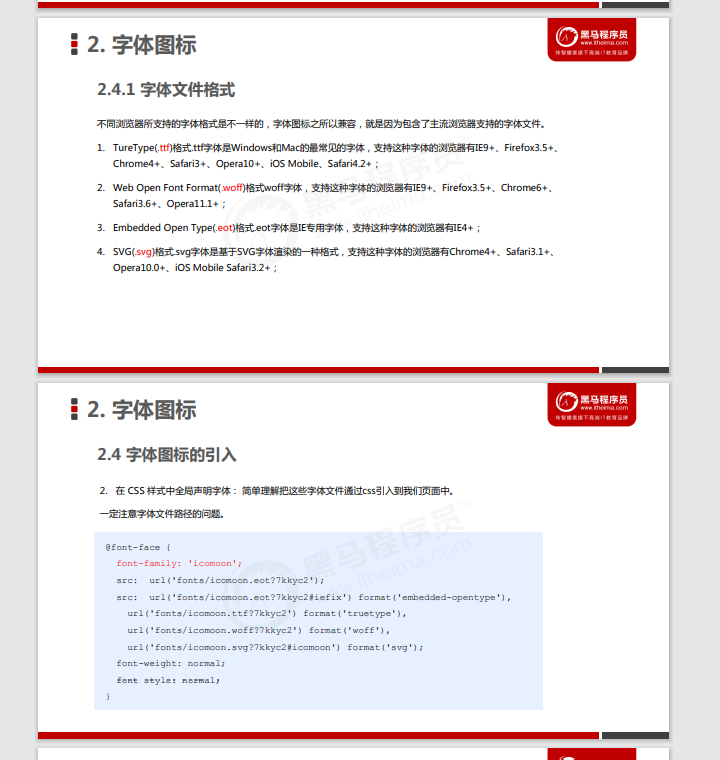 2. 字体图标
黑马程序员
www.itheima.com
传智播客旗下高端IT教育品牌
2.4.1 字体文件格式
不同浏览器所支持的字体格式是不一样的，字体图标之所以兼容，就是因为包含了主流浏览器支持的字体文件。
1. TureType(.ttf)格式.ttf字体是Windows和Mac的最常见的字体，支持这种字体的浏览器有IE9+、Firefox3.5+、
Chrome4+、Safari3+、Opera10+、iOS Mobile、Safari4.2+；
2. Web Open Font Format(.woff)格式woff字体，支持这种字体的浏览器有IE9+、Firefox3.5+、Chrome6+、
Safari3.6+、Opera11.1+；
3. Embedded Open Type(.eot)格式.eot字体是IE专用字体，支持这种字体的浏览器有IE4+；
4. SVG(.svg)格式.svg字体是基于SVG字体渲染的一种格式，支持这种字体的浏览器有Chrome4+、Safari3.1+、
Opera10.0+、iOS Mobile Safari3.2+；
黑马程序员
www.itheima.com
2. 字体图标
黑马程序员
www.itheima.com
传智播客旗下高端IT教育品牌
2.4 字体图标的引入
2. 在 CSS 样式中全局声明字体： 简单理解把这些字体文件通过css引入到我们页面中。
一定注意字体文件路径的问题。
@font-face {
font-family: 'icomoon';
src: url('fonts/icomoon.eot?7kkyc2');
src: url('fonts/icomoon.eot?7kkyc2#iefix') format('embedded-opentype'),
url('fonts/icomoon.ttf?7kkyc2') format('truetype'),
url('fonts/icomoon.woff?7kkyc2') format('woff'),
url('fonts/icomoon.svg?7kkyc2#icomoon') format('svg');
font-weight: normal;
font-style: normal;
}
黑马程序员™
www.itheima.com